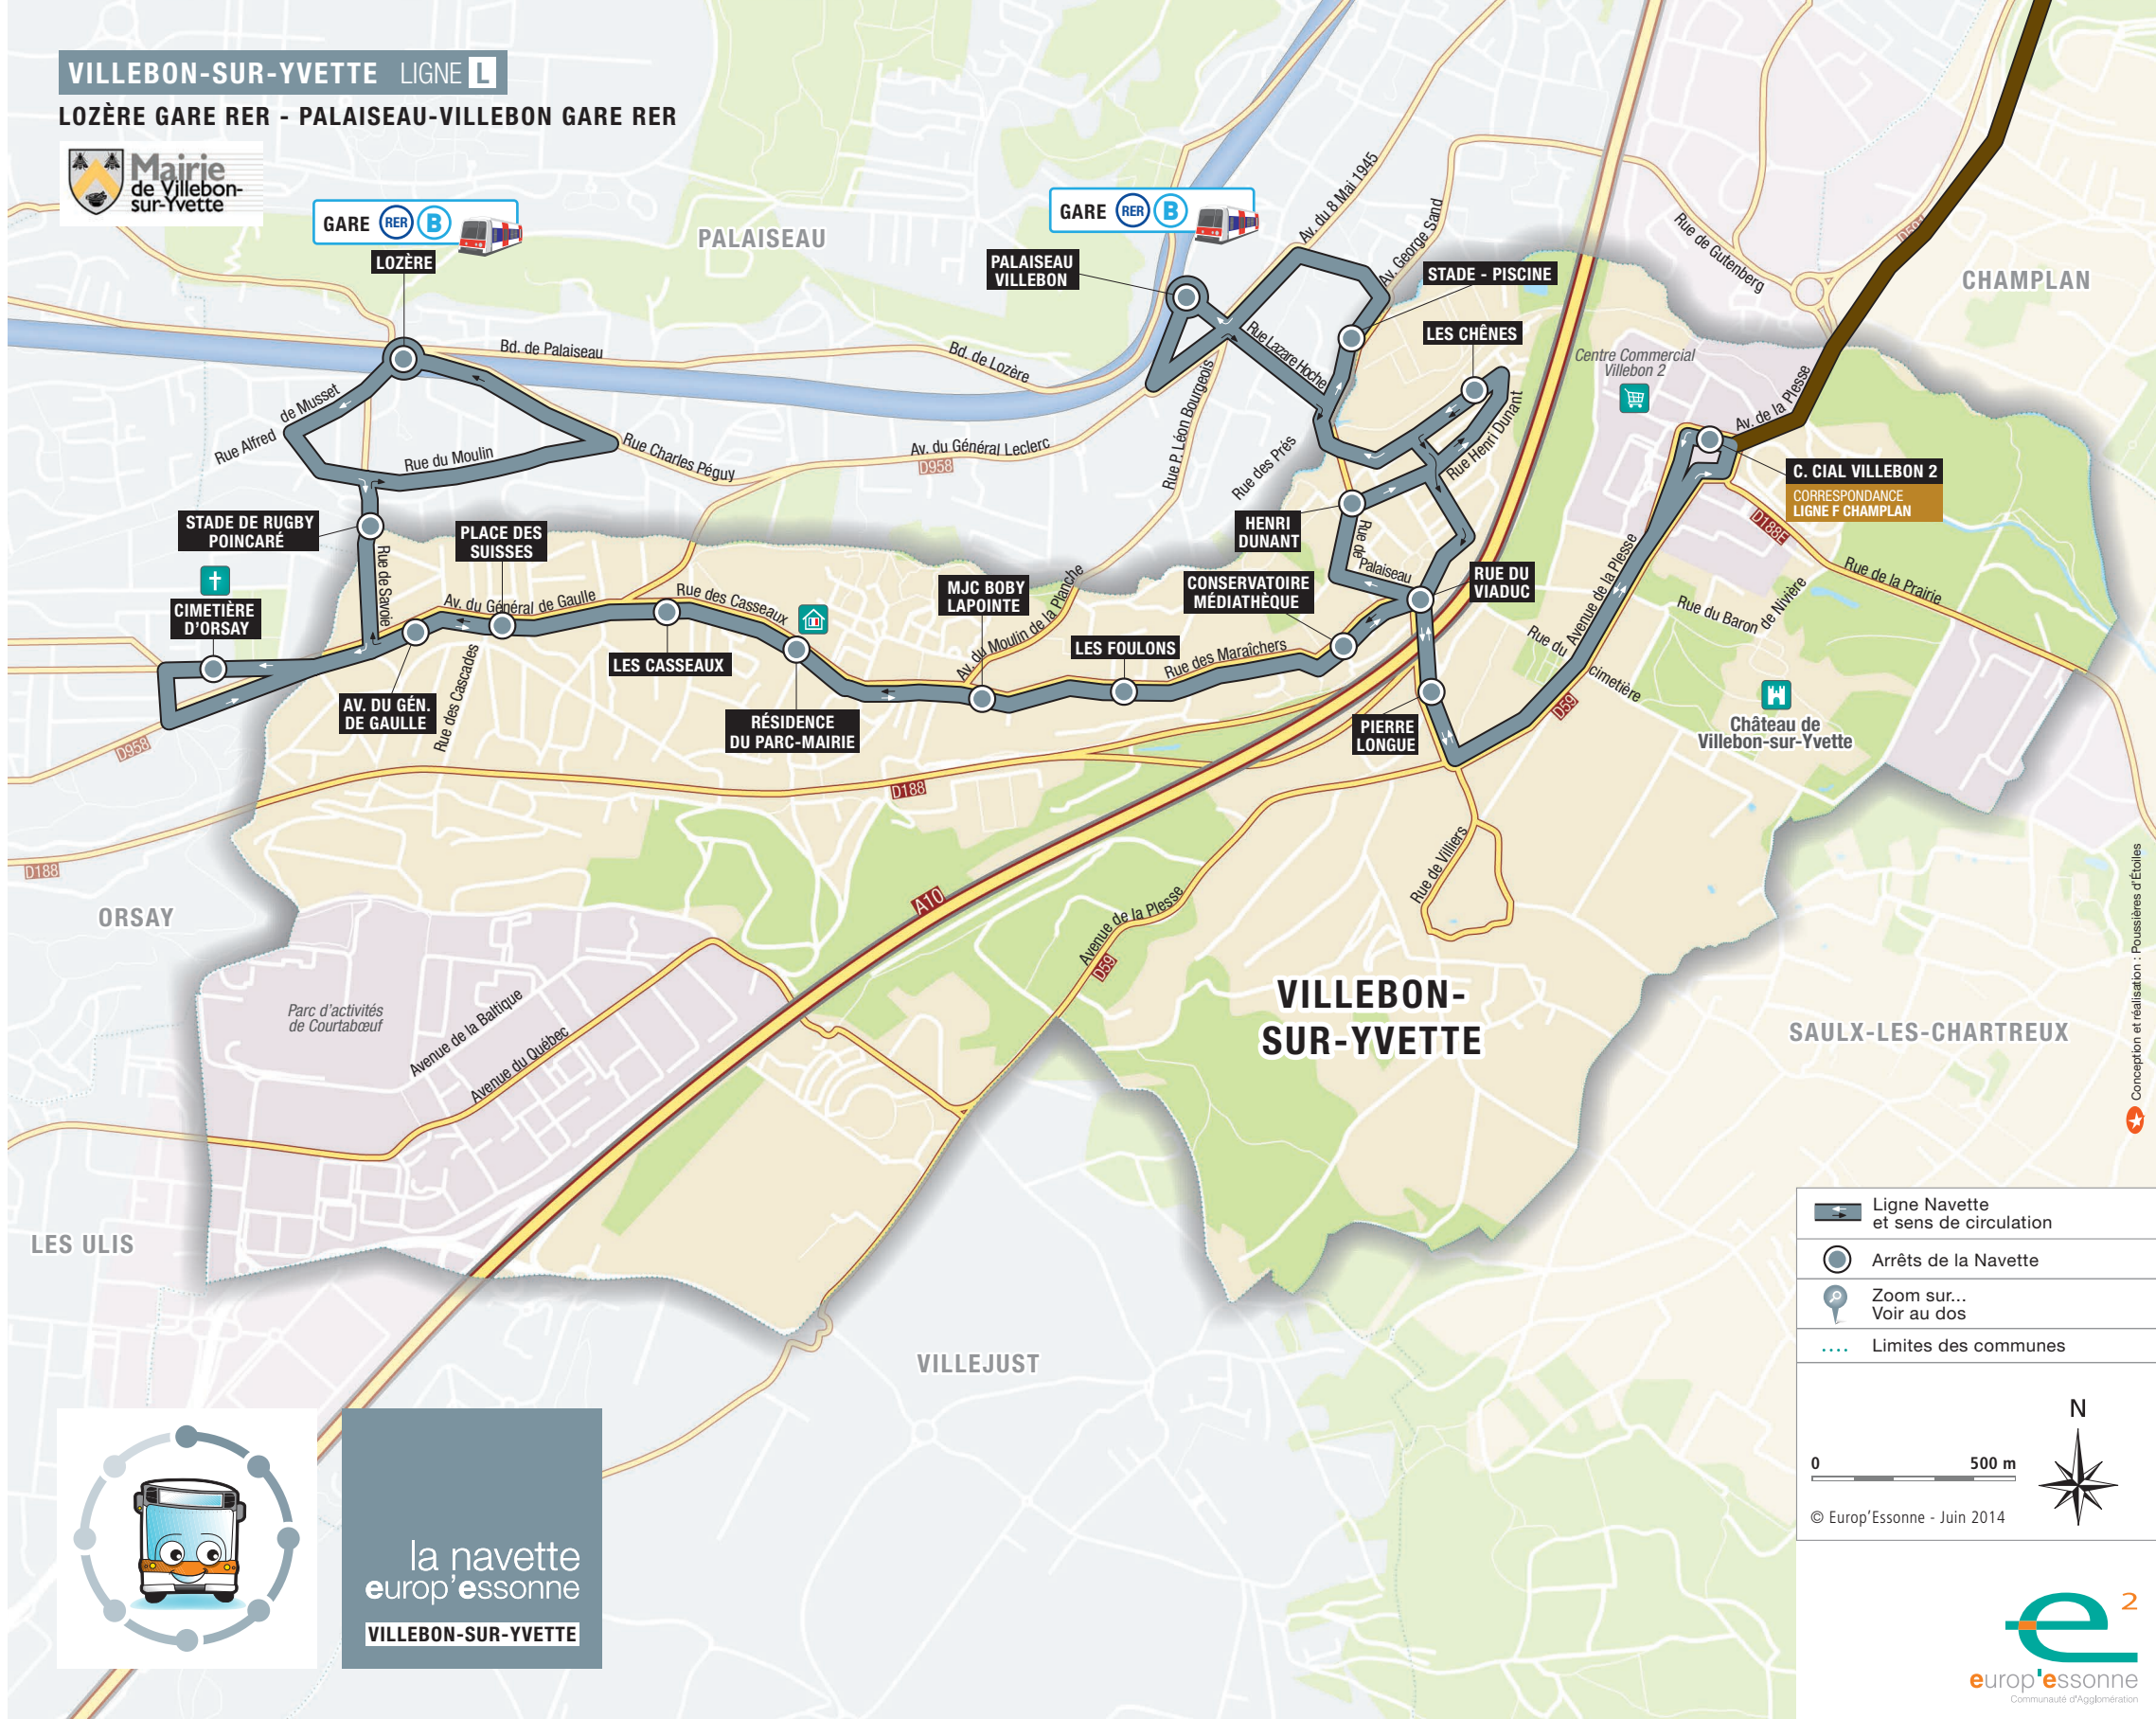 VILLEBON-SUR-YVETTE LIGNE L
LOZÈRE GARE RER - PALAISEAU-VILLEBON GARE RER
Mairie
de Villebon-
sur-Yvette
GARE RER B
LOZÈRE
PALAISEAU
GARE RER B
PALAISEAU
VILLEBON
Av. du 8 Mai 1945
Av. George Sand
STADE - PISCINE
LES CHÊNES
Rue de Gutenberg
CHAMPLAN
Centre Commercial
Villebon 2
Av. de la Plesse
C. CIAL VILLEBON 2
CORRESPONDANCE
LIGNE F CHAMPLAN
Bd. de Palaiseau
Bd. de Lozère
Rue Lazare Hoche
Rue P. Léon Bourgeois
Rue Henri Dunant
Rue des Prés
Rue Alfred de Musset
Rue du Moulin
Rue Charles Péguy
Av. du Général Leclerc
D958
STADE DE RUGBY
POINCARÉ
PLACE DES
SUISSES
HENRI
DUNANT
Rue de Palaiseau
D188E
Rue de la Prairie
CIMETIÈRE
D'ORSAY
Rue de Savoie
Av. du Général de Gaulle
Rue des Casseaux
MJC BOBY
LAPOINTE
Av. du Moulin de la Planche
CONSERVATOIRE
MÉDIATHÈQUE
RUE DU
VIADUC
Avenue de la Plesse
Rue du Baron de Nivière
LES CASSEAUX
LES FOULONS
Rue des Maraîchers
Rue du cimetière
AV. DU GÉN.
DE GAULLE
Rue des Cascades
RÉSIDENCE
DU PARC-MAIRIE
PIERRE
LONGUE
D59
Château de
Villebon-sur-Yvette
D958
D188
D188
Rue de Villiers
A10
ORSAY
Avenue de la Plesse
D59
VILLEBON-
SUR-YVETTE
Parc d'activités
de Courtabœuf
Avenue de la Baltique
Avenue du Québec
SAULX-LES-CHARTREUX
Conception et réalisation : Poussières d'Étoiles
LES ULIS
VILLEJUST
Ligne Navette
et sens de circulation
Arrêts de la Navette
Zoom sur...
Voir au dos
Limites des communes
N
0 500 m
© Europ'Essonne - Juin 2014
la navette
europ'essonne
VILLEBON-SUR-YVETTE
e 2
europ'essonne
Communauté d'Agglomération